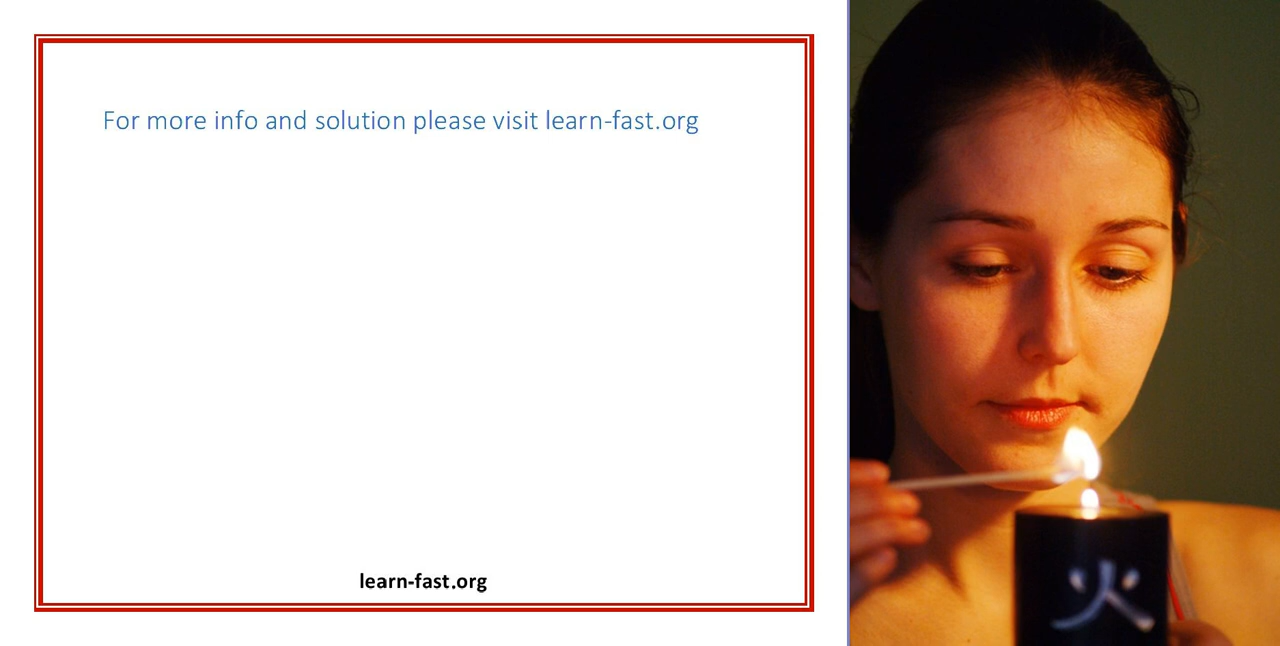 For more info and solution please visit learn-fast.org
learn-fast.org
火